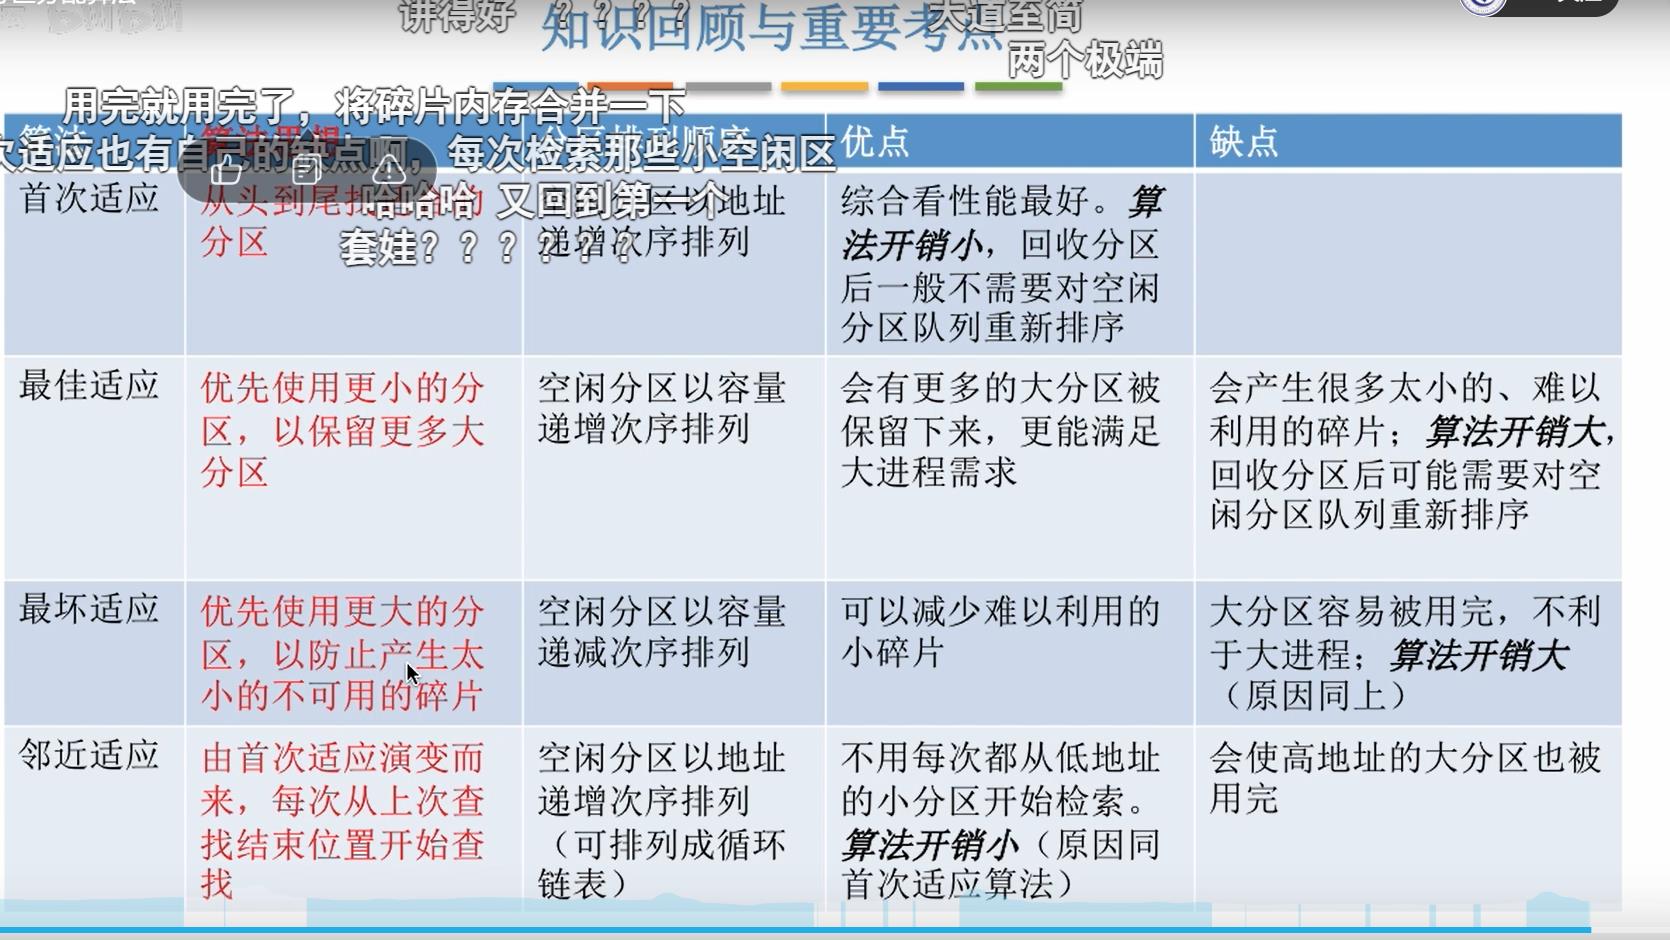 讲得好 ？？？？
大道至简
知识回顾与重要考点
两个极端
用完就用完了，将碎片内存合并一下
算法
算法思想
分区排列顺序
优点
缺点
次适应也有自己的缺点啊，每次检索那些小空闲区
哈哈哈 又回到第一个
套娃？？？？？？
首次适应
从头到尾找
的
分区
空闲分区以地址
递增次序排列
综合看性能最好。算
法开销小，回收分区
后一般不需要对空闲
分区队列重新排序
最佳适应
优先使用更小的分
区，以保留更多大
分区
空闲分区以容量
递增次序排列
会有更多的大分区被
保留下来，更能满足
大进程需求
会产生很多太小的、难以
利用的碎片；算法开销大，
回收分区后可能需要对空
闲分区队列重新排序
最坏适应
优先使用更大的分
区，以防止产生太
小的不可用的碎片
空闲分区以容量
递减次序排列
可以减少难以利用的
小碎片
大分区容易被用完，不利
于大进程；算法开销大
（原因同上）
邻近适应
由首次适应演变而
来，每次从上次查
找结束位置开始查
找
空闲分区以地址
递增次序排列
（可排列成循环
链表）
不用每次都从低地址
的小分区开始检索。
算法开销小（原因同
首次适应算法）
会使高地址的大分区也被
用完